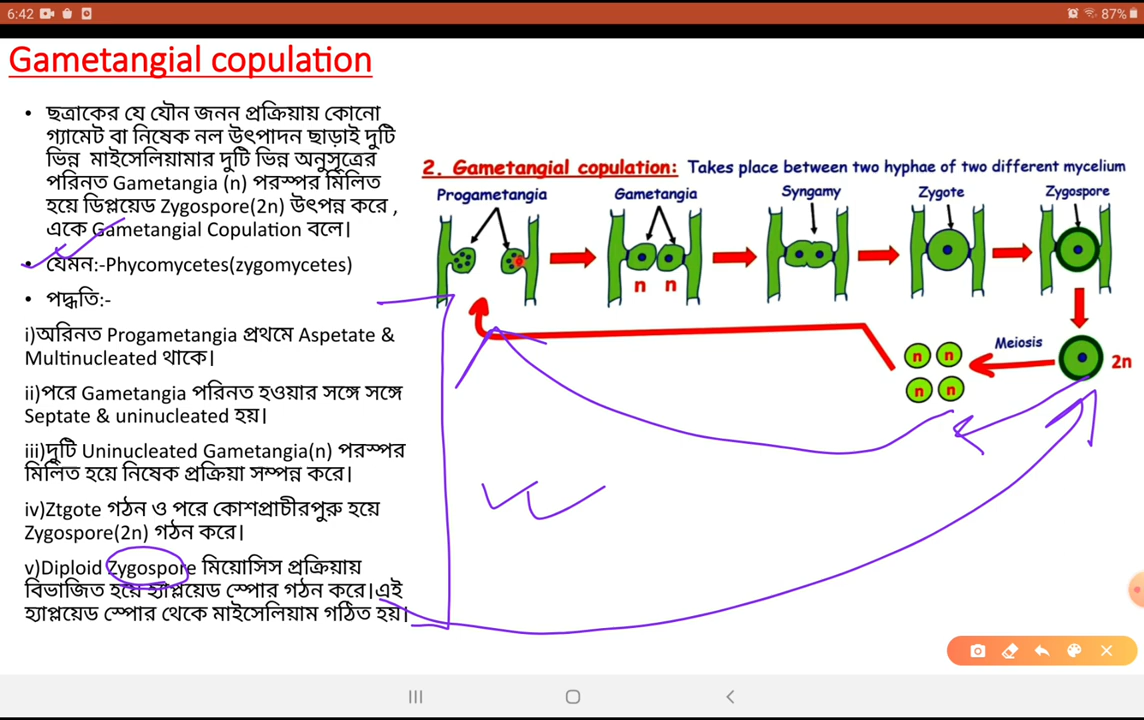 6:42
87%
Gametangial copulation
• ছত্রাকের যে যৌন জনন প্রক্রিয়ায় কোনো
গ্যামেট বা নিষেক নল উৎপাদন ছাড়াই দুটি
ভিন্ন মাইসেলিয়ামার দুটি ভিন্ন অনুসূত্রের
পরিনত Gametangia (n) পরস্পর মিলিত
হয়ে ডিপ্লয়েড Zygospore(2n) উৎপন্ন করে ,
একে Gametangial Copulation বলে।
• যেমন:-Phycomycetes(zygomycetes)
• পদ্ধতি:-
i)অরিনত Progametangia প্রথমে Aspetate &
Multinucleated থাকে।
ii)পরে Gametangia পরিনত হওয়ার সঙ্গে সঙ্গে
Septate & uninucleated হয়।
iii)দুটি Uninucleated Gametangia(n) পরস্পর
মিলিত হয়ে নিষেক প্রক্রিয়া সম্পন্ন করে।
iv)Ztgote গঠন ও পরে কোশপ্রাচীরপুরু হয়ে
Zygospore(2n) গঠন করে।
v)Diploid Zygospore মিয়োসিস প্রক্রিয়ায়
বিভাজিত হয়ে হ্যাপ্লয়েড স্পোর গঠন করে।এই
হ্যাপ্লয়েড স্পোর থেকে মাইসেলিয়াম গঠিত হয়।
2. Gametangial copulation: Takes place between two hyphae of two different mycelium
Progametangia Gametangia Syngamy Zygote Zygospore
n n
Meiosis
2n
n n
n n